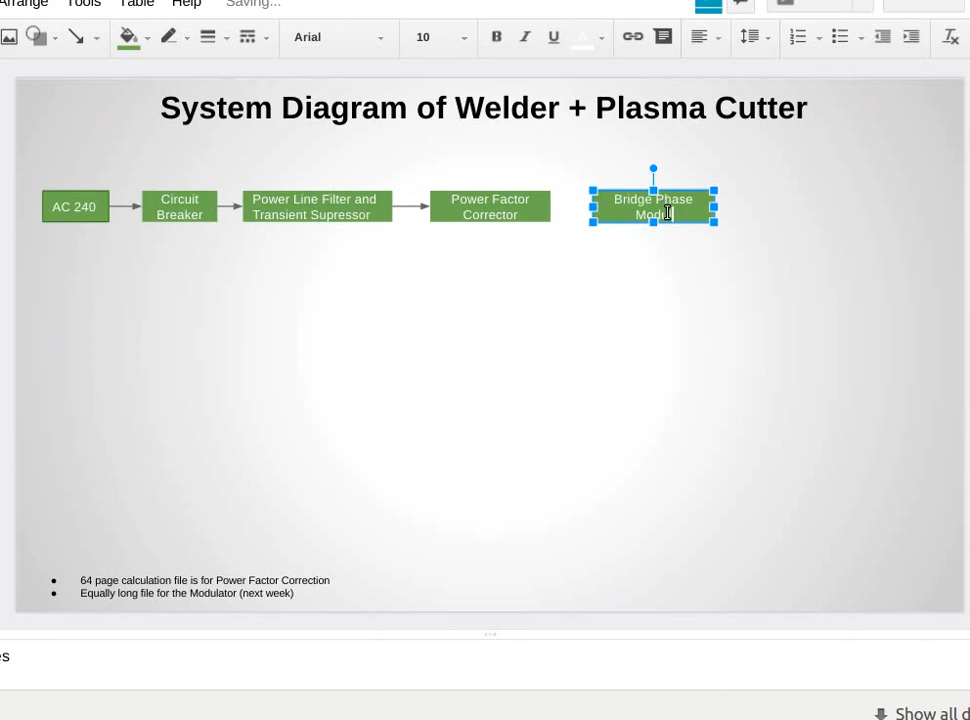 Arrange Tools Table Help Saving...
Arial 10 B I U
System Diagram of Welder + Plasma Cutter
AC 240
Circuit
Breaker
Power Line Filter and
Transient Supressor
Power Factor
Corrector
Bridge Phase
● 64 page calculation file is for Power Factor Correction
● Equally long file for the Modulator (next week)
es
Show all d